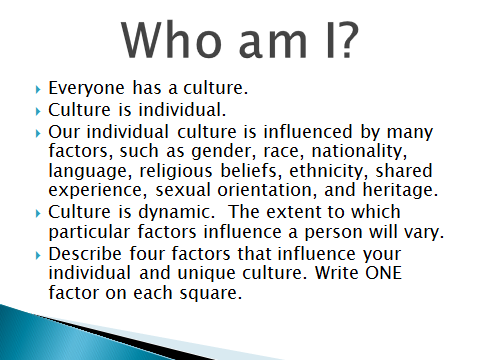 Who am I?
Everyone has a culture.
Culture is individual.
Our individual culture is influenced by many
factors, such as gender, race, nationality,
language, religious beliefs, ethnicity, shared
experience, sexual orientation, and heritage.
Culture is dynamic.  The extent to which
particular factors influence a person will vary.
Describe four factors that influence your
individual and unique culture. Write ONE
factor on each square.